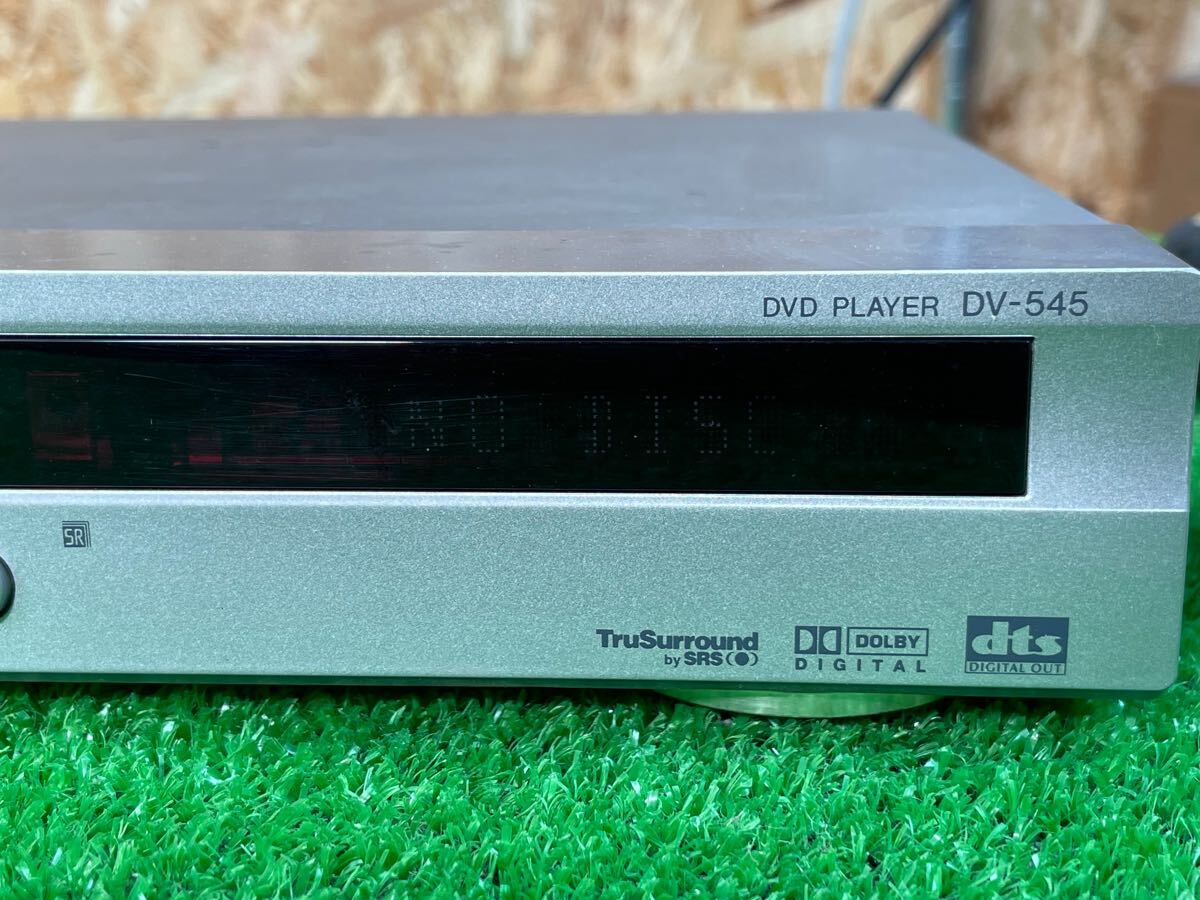 DVD PLAYER DV-545
NO DISC
SR
TruSurround
by SRS
DOLBY
DIGITAL
dts
DIGITAL OUT